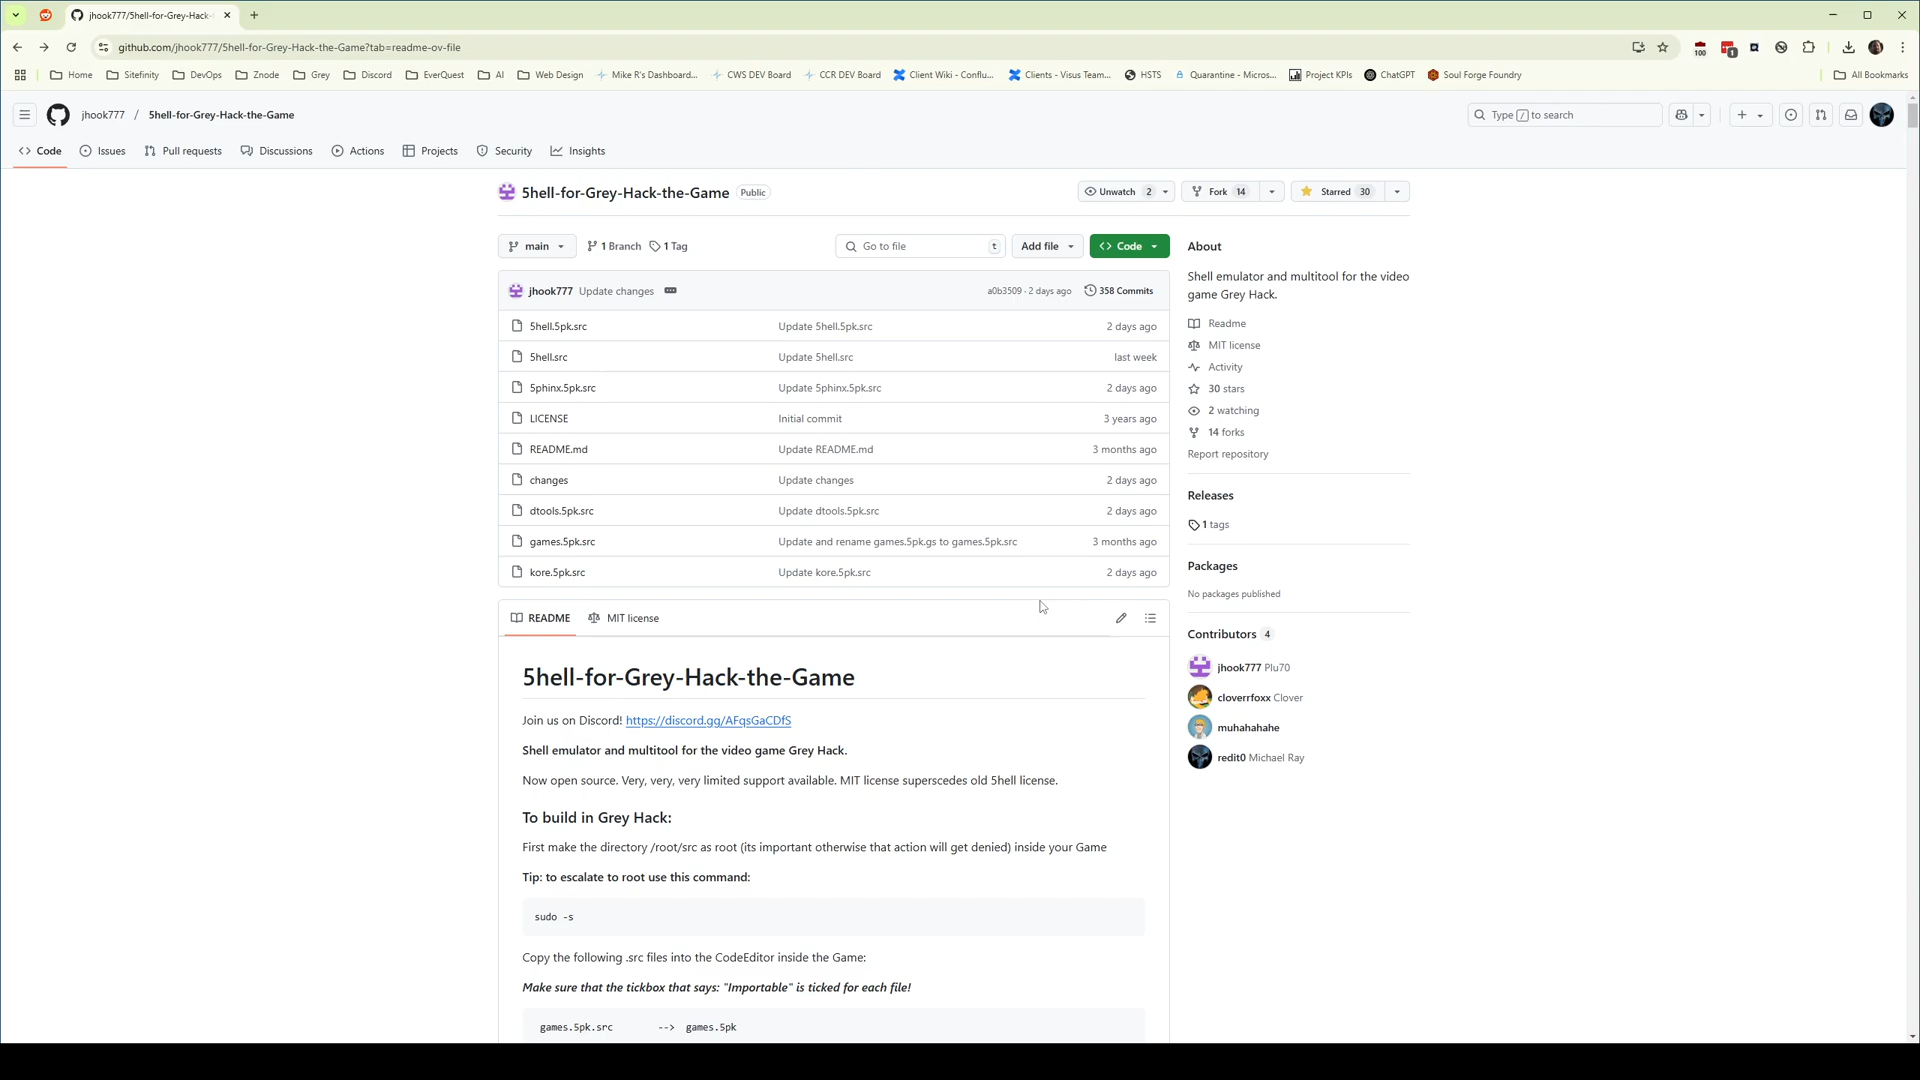 jhook777/5hell-for-Grey-Hack-t
github.com/jhook777/5hell-for-Grey-Hack-the-Game?tab=readme-ov-file
100
1
Home
Sitefinity
DevOps
Znode
Grey
Discord
EverQuest
AI
Web Design
Mike R's Dashboard...
CWS DEV Board
CCR DEV Board
Client Wiki - Conflu...
Clients - Visus Team...
HSTS
Quarantine - Micros...
Project KPIs
ChatGPT
Soul Forge Foundry
All Bookmarks
jhook777 / 5hell-for-Grey-Hack-the-Game
Type / to search
Code
Issues
Pull requests
Discussions
Actions
Projects
Security
Insights
5hell-for-Grey-Hack-the-Game Public
Unwatch 2
Fork 14
Starred 30
main
1 Branch
1 Tag
Go to file t
Add file
<> Code
jhook777 Update changes
a0b3509 · 2 days ago
358 Commits
5hell.5pk.src Update 5hell.5pk.src 2 days ago
5hell.src Update 5hell.src last week
5phinx.5pk.src Update 5phinx.5pk.src 2 days ago
LICENSE Initial commit 3 years ago
README.md Update README.md 3 months ago
changes Update changes 2 days ago
dtools.5pk.src Update dtools.5pk.src 2 days ago
games.5pk.src Update and rename games.5pk.gs to games.5pk.src 3 months ago
kore.5pk.src Update kore.5pk.src 2 days ago
README
MIT license
5hell-for-Grey-Hack-the-Game
Join us on Discord! https://discord.gg/AFqsGaCDfS
Shell emulator and multitool for the video game Grey Hack.
Now open source. Very, very, very limited support available. MIT license superscedes old 5hell license.
To build in Grey Hack:
First make the directory /root/src as root (its important otherwise that action will get denied) inside your Game
Tip: to escalate to root use this command:
sudo -s
Copy the following .src files into the CodeEditor inside the Game:
Make sure that the tickbox that says: "Importable" is ticked for each file!
games.5pk.src --> games.5pk
About
Shell emulator and multitool for the video
game Grey Hack.
Readme
MIT license
Activity
30 stars
2 watching
14 forks
Report repository
Releases
1 tags
Packages
No packages published
Contributors 4
jhook777 Plu70
cloverrfoxx Clover
muhahahahe
redit0 Michael Ray